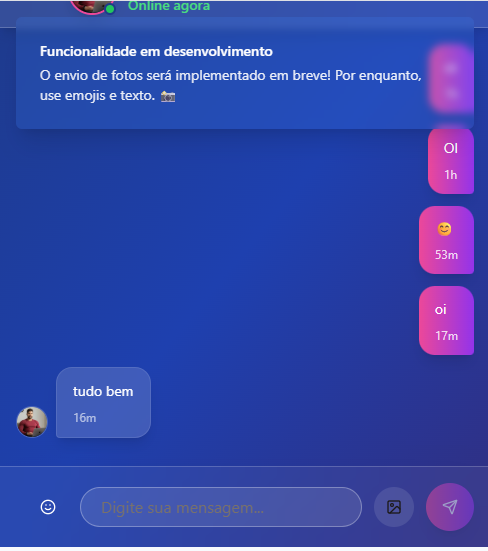 Online agora
Funcionalidade em desenvolvimento
O envio de fotos será implementado em breve! Por enquanto,
use emojis e texto. 📷
OI
1h
😊
53m
oi
17m
tudo bem
16m
Digite sua mensagem...